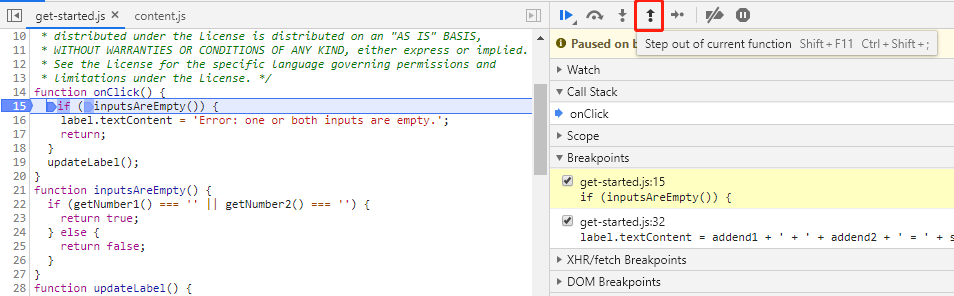 get-started.js × content.js
10 * distributed under the License is distributed on an "AS IS" BASIS,
11 * WITHOUT WARRANTIES OR CONDITIONS OF ANY KIND, either express or implied.
12 * See the License for the specific language governing permissions and
13 * limitations under the License. */
14 function onClick() {
15 if (inputsAreEmpty()) {
16 label.textContent = 'Error: one or both inputs are empty.';
17 return;
18 }
19 updateLabel();
20 }
21 function inputsAreEmpty() {
22 if (getNumber1() === '' || getNumber2() === '') {
23 return true;
24 } else {
25 return false;
26 }
27 }
28 function updateLabel() {
Paused on b
Step out of current function Shift+F11 Ctrl+Shift+;
Watch
Call Stack
onClick
Scope
Breakpoints
get-started.js:15
if (inputsAreEmpty()) {
get-started.js:32
label.textContent = addend1 + ' + ' + addend2 + ' = ' + s
XHR/fetch Breakpoints
DOM Breakpoints